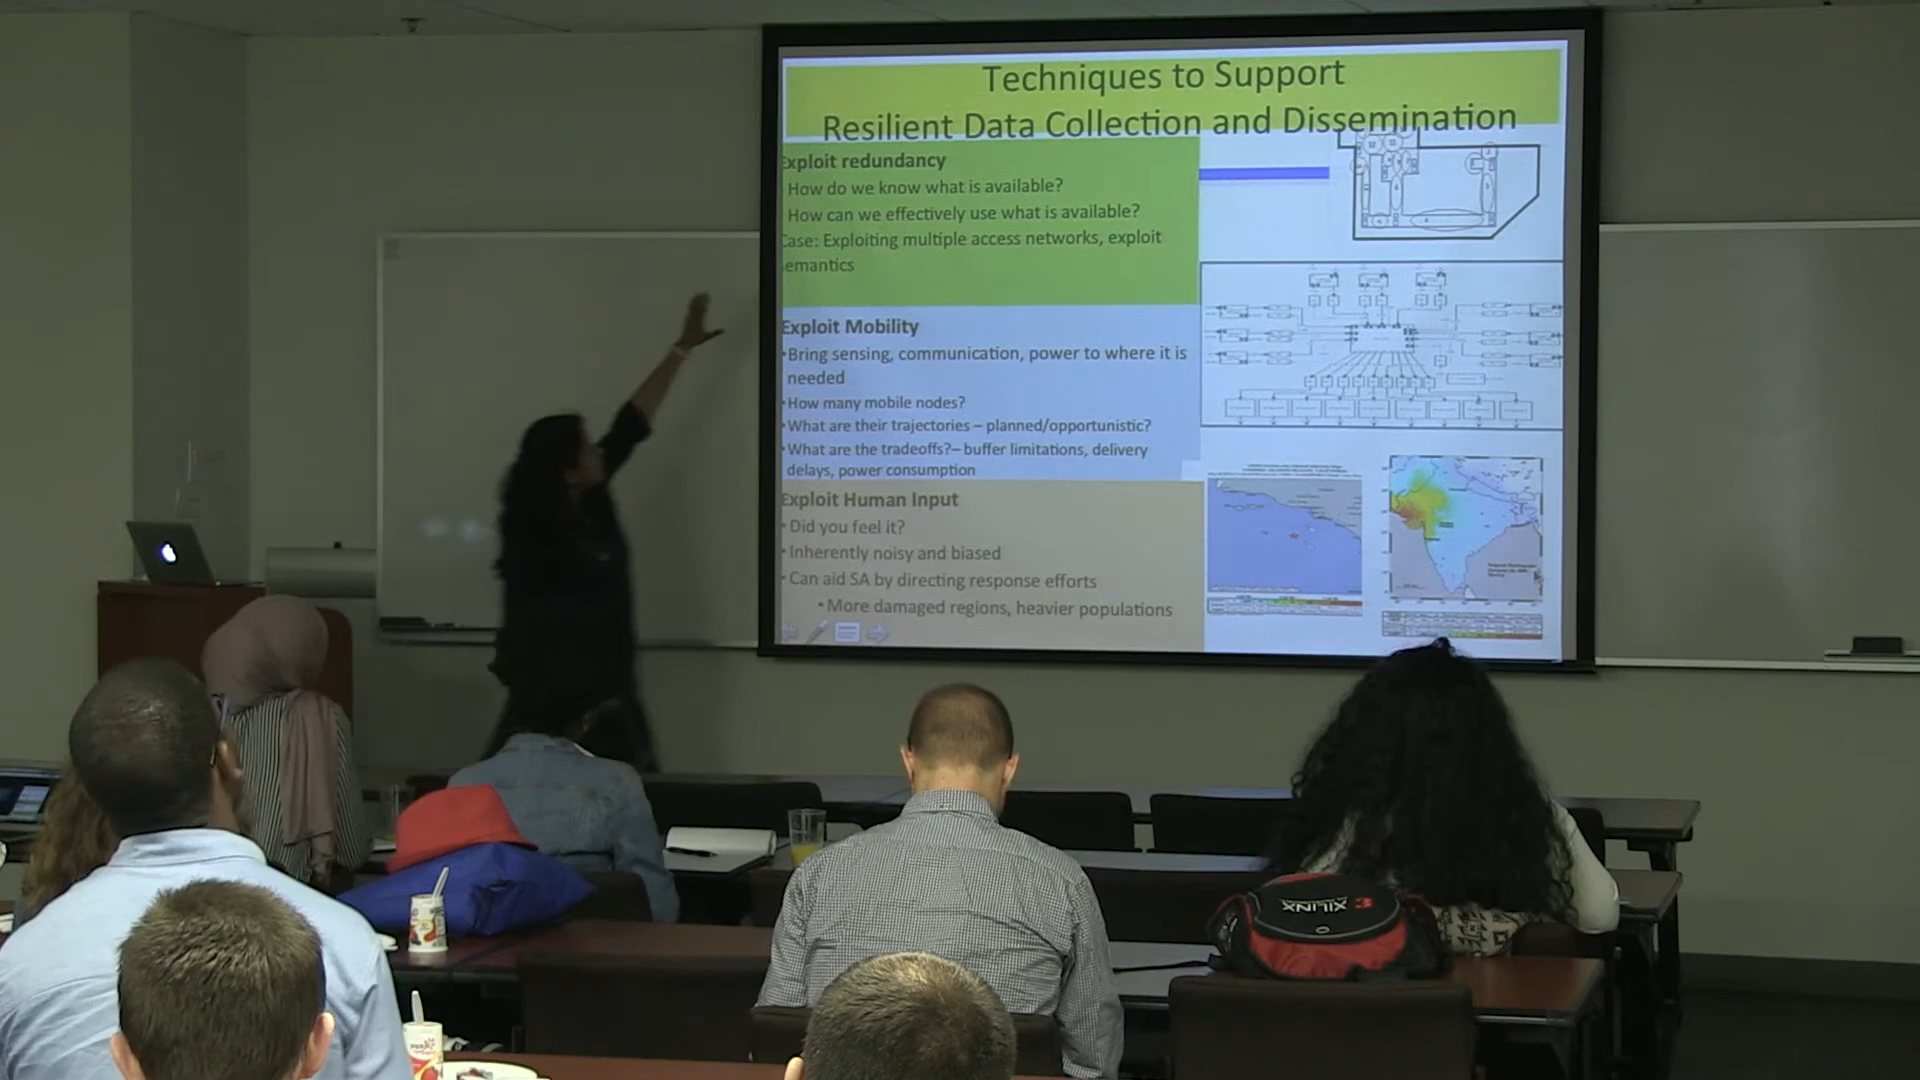 Techniques to Support
Resilient Data Collection and Dissemination
Exploit redundancy
How do we know what is available?
How can we effectively use what is available?
Case: Exploiting multiple access networks, exploit
emantics
Exploit Mobility
•Bring sensing, communication, power to where it is
needed
•How many mobile nodes?
•What are their trajectories – planned/opportunistic?
•What are the tradeoffs?– buffer limitations, delivery
delays, power consumption
Exploit Human Input
• Did you feel it?
• Inherently noisy and biased
• Can aid SA by directing response efforts
• More damaged regions, heavier populations
XILINX